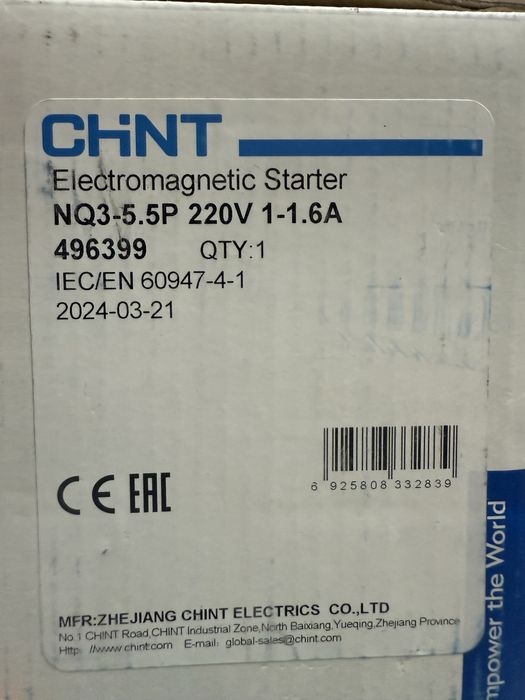 CHNT
Electromagnetic Starter
NQ3-5.5P 220V 1-1.6A
496399 QTY:1
IEC/EN 60947-4-1
2024-03-21
6 925808 332839
CE EAC
MFR:ZHEJIANG CHINT ELECTRICS CO.,LTD
No.1 CHINT Road,CHINT Industrial Zone,North Baixiang,Yueqing,Zhejiang Province
Http: //www.chint.com E-mail: global-sales@chint.com
mpower the World